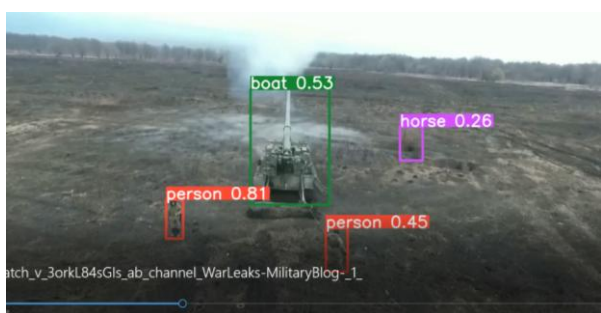 boat 0.53
horse 0.26
person 0.81
person 0.45
atch_v_3orkL84sGIs_ab_channel_WarLeaks-MilitaryBlog-_1_